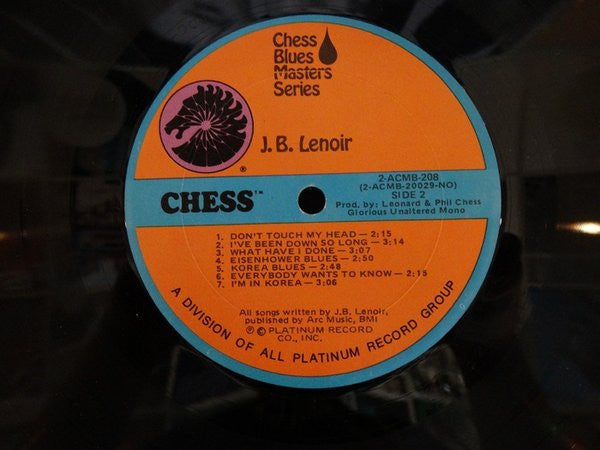 Chess
Blues
Masters
Series
®
J.B. Lenoir
CHESS™
2-ACMB-208
(2-ACMB-20029-NO)
SIDE 2
Prod. by: Leonard & Phil Chess
Glorious Unaltered Mono
1. DON'T TOUCH MY HEAD — 2:15
2. I'VE BEEN DOWN SO LONG — 3:14
3. WHAT HAVE I DONE — 3:07
4. EISENHOWER BLUES — 2:50
5. KOREA BLUES — 2:48
6. EVERYBODY WANTS TO KNOW — 2:15
7. I'M IN KOREA — 3:06
All songs written by J.B. Lenoir,
published by Arc Music, BMI
℗ © PLATINUM RECORD
CO., INC.
A DIVISION OF ALL PLATINUM RECORD GROUP